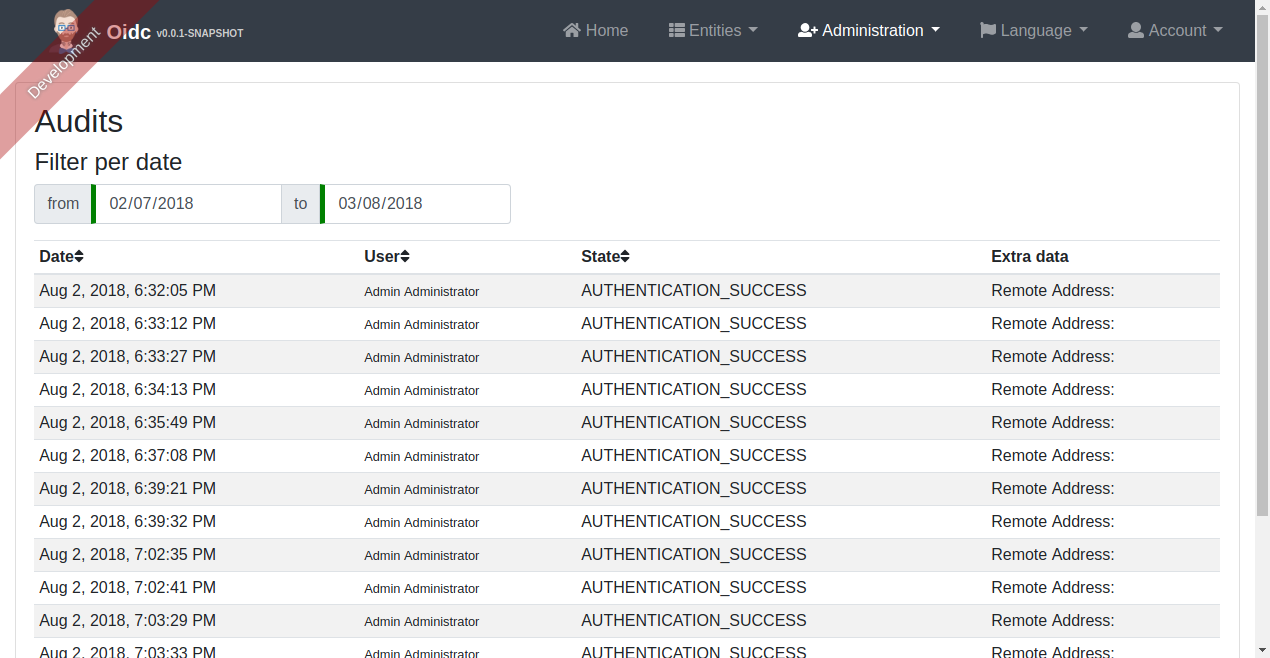 Oidc v0.0.1-SNAPSHOT Home Entities Administration Language Account
Development
Audits
Filter per date
from 02/07/2018 to 03/08/2018
Date User State Extra data
Aug 2, 2018, 6:32:05 PM Admin Administrator AUTHENTICATION_SUCCESS Remote Address:
Aug 2, 2018, 6:33:12 PM Admin Administrator AUTHENTICATION_SUCCESS Remote Address:
Aug 2, 2018, 6:33:27 PM Admin Administrator AUTHENTICATION_SUCCESS Remote Address:
Aug 2, 2018, 6:34:13 PM Admin Administrator AUTHENTICATION_SUCCESS Remote Address:
Aug 2, 2018, 6:35:49 PM Admin Administrator AUTHENTICATION_SUCCESS Remote Address:
Aug 2, 2018, 6:37:08 PM Admin Administrator AUTHENTICATION_SUCCESS Remote Address:
Aug 2, 2018, 6:39:21 PM Admin Administrator AUTHENTICATION_SUCCESS Remote Address:
Aug 2, 2018, 6:39:32 PM Admin Administrator AUTHENTICATION_SUCCESS Remote Address:
Aug 2, 2018, 7:02:35 PM Admin Administrator AUTHENTICATION_SUCCESS Remote Address:
Aug 2, 2018, 7:02:41 PM Admin Administrator AUTHENTICATION_SUCCESS Remote Address:
Aug 2, 2018, 7:03:29 PM Admin Administrator AUTHENTICATION_SUCCESS Remote Address:
Aug 2, 2018, 7:03:33 PM Admin Administrator AUTHENTICATION_SUCCESS Remote Address: